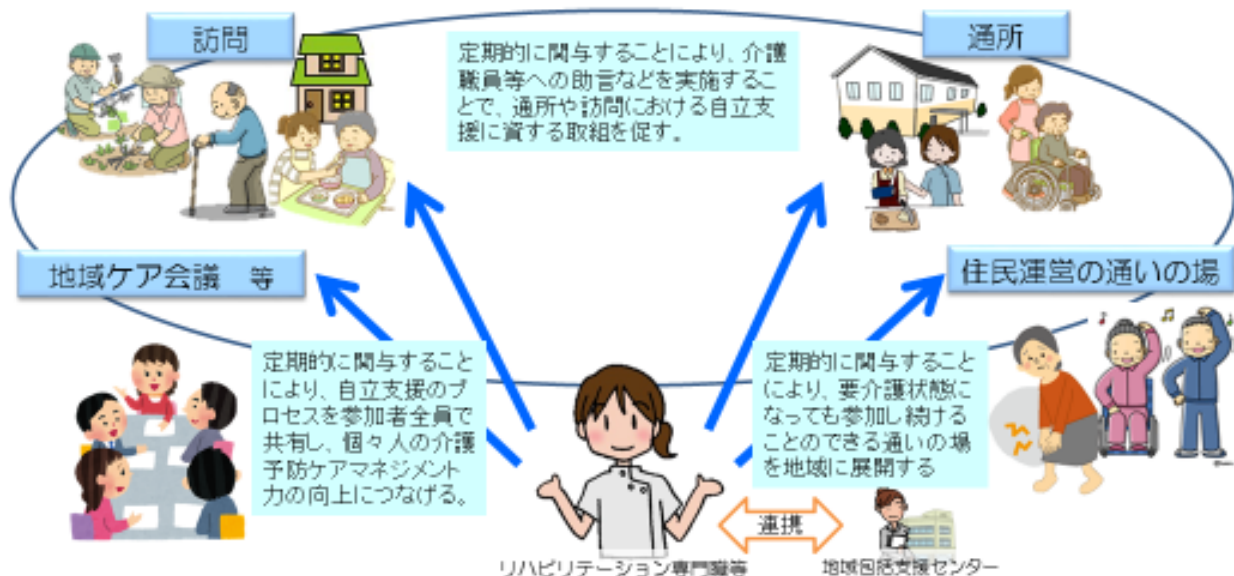 訪問
定期的に関与することにより、介護
職員等への助言などを実施するこ
とで、通所や訪問における自立支
援に資する取組を促す。
通所
地域ケア会議　等
住民運営の通いの場
定期的に関与すること
により、自立支援のプ
ロセスを参加者全員で
共有し、個々人の介護
予防ケアマネジメント
力の向上につなげる。
定期的に関与すること
により、要介護状態に
なっても参加し続ける
ことのできる通いの場
を地域に展開する
連携
リハビリテーション専門職等
地域包括支援センター